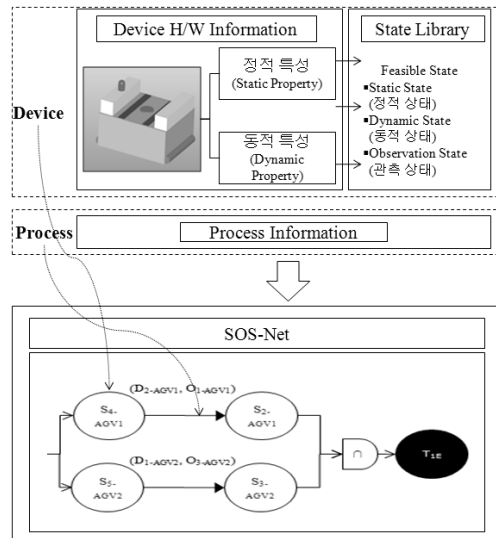 Device H/W Information
State Library
정적 특성
(Static Property)
동적 특성
(Dynamic
Property)
Feasible State
▪Static State
(정적 상태)
▪Dynamic State
(동적 상태)
▪Observation State
(관측 상태)
Device
Process
Process Information
SOS-Net
(D2-AGV1, O1-AGV1)
S4-
AGV1
S2-
AGV1
(D1-AGV2, O3-AGV2)
S5-
AGV2
S3-
AGV2
∩
T1E